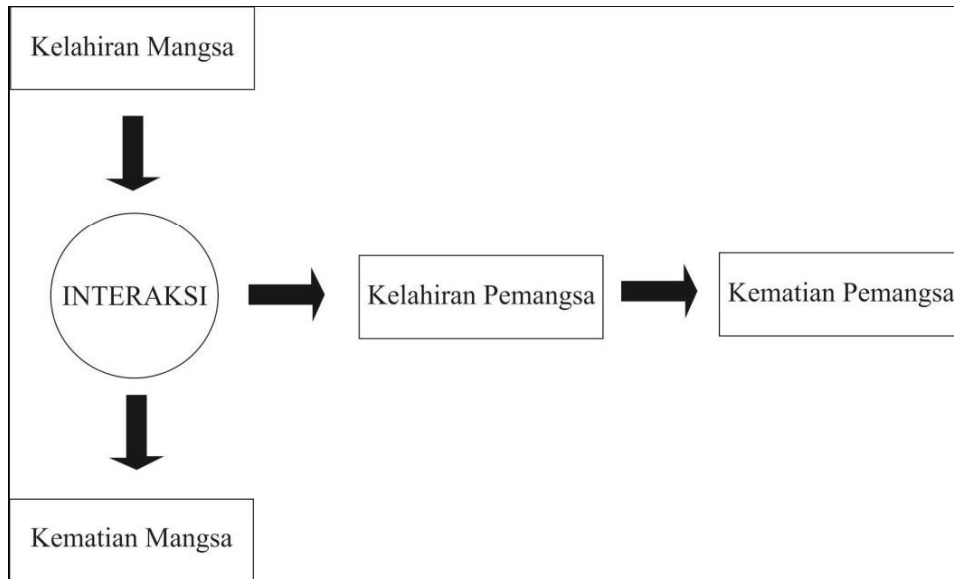 Kelahiran Mangsa
INTERAKSI
Kelahiran Pemangsa
Kematian Pemangsa
Kematian Mangsa